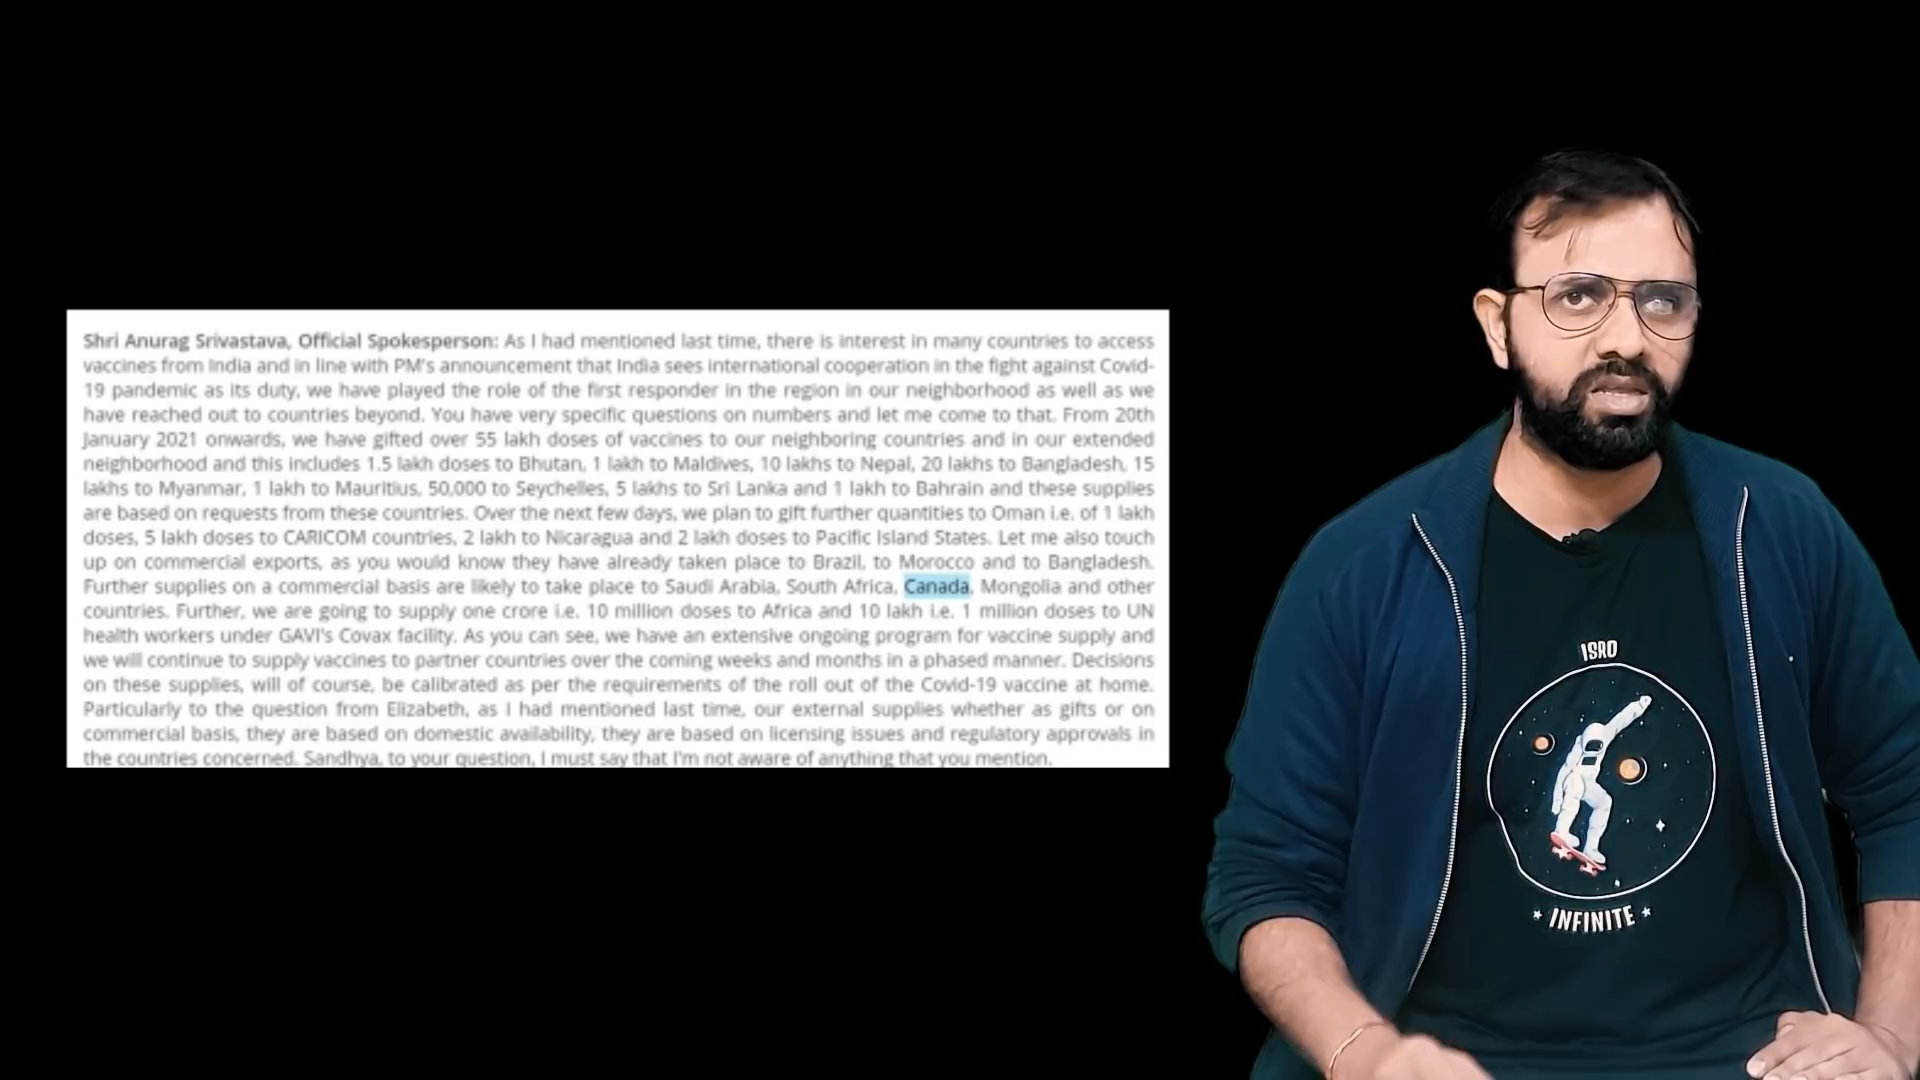 Shri Anurag Srivastava, Official Spokesperson: As I had mentioned last time, there is interest in many countries to access
vaccines from India and in line with PM's announcement that India sees international cooperation in the fight against Covid-
19 pandemic as its duty, we have played the role of the first responder in the region in our neighborhood as well as we
have reached out to countries beyond. You have very specific questions on numbers and let me come to that. From 20th
January 2021 onwards, we have gifted over 55 lakh doses of vaccines to our neighboring countries and in our extended
neighborhood and this includes 1.5 lakh doses to Bhutan, 1 lakh to Maldives, 10 lakhs to Nepal, 20 lakhs to Bangladesh, 15
lakhs to Myanmar, 1 lakh to Mauritius, 50,000 to Seychelles, 5 lakhs to Sri Lanka and 1 lakh to Bahrain and these supplies
are based on requests from these countries. Over the next few days, we plan to gift further quantities to Oman i.e. of 1 lakh
doses, 5 lakh doses to CARICOM countries, 2 lakh to Nicaragua and 2 lakh doses to Pacific Island States. Let me also touch
up on commercial exports, as you would know they have already taken place to Brazil, to Morocco and to Bangladesh.
Further supplies on a commercial basis are likely to take place to Saudi Arabia, South Africa, Canada, Mongolia and other
countries. Further, we are going to supply one crore i.e. 10 million doses to Africa and 10 lakh i.e. 1 million doses to UN
health workers under GAVI's Covax facility. As you can see, we have an extensive ongoing program for vaccine supply and
we will continue to supply vaccines to partner countries over the coming weeks and months in a phased manner. Decisions
on these supplies, will of course, be calibrated as per the requirements of the roll out of the Covid-19 vaccine at home.
Particularly to the question from Elizabeth, as I had mentioned last time, our external supplies whether as gifts or on
commercial basis, they are based on domestic availability, they are based on licensing issues and regulatory approvals in
the countries concerned. Sandhya, to your question, I must say that I'm not aware of anything that you mention.
ISRO
INFINITE